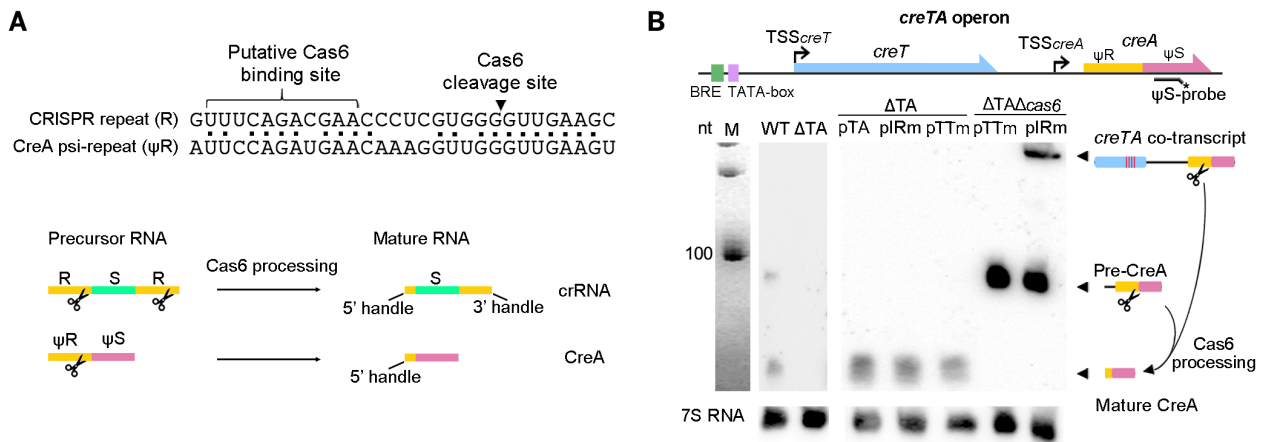 A
Putative Cas6
binding site
Cas6
cleavage site
CRISPR repeat (R) GUUUCAGACGAACCCUCGUGGGGUUGAAGC
CreA psi-repeat (ψR) AUUCCAGAUGAACAAAGGUUGGGUUGAAGU
Precursor RNA
Mature RNA
R S R
Cas6 processing
S
crRNA
5' handle
3' handle
ψR ψS
CreA
5' handle
B
creTA operon
TSScreT
creT
TSScreA
creA
ψR
ψS
BRE
TATA-box
ψS-probe
*
ΔTA
ΔTAΔcas6
nt M WT ΔTA pTA pIRm pTTm pTTm pIRm
creTA co-transcript
100
Pre-CreA
Cas6
processing
Mature CreA
7S RNA